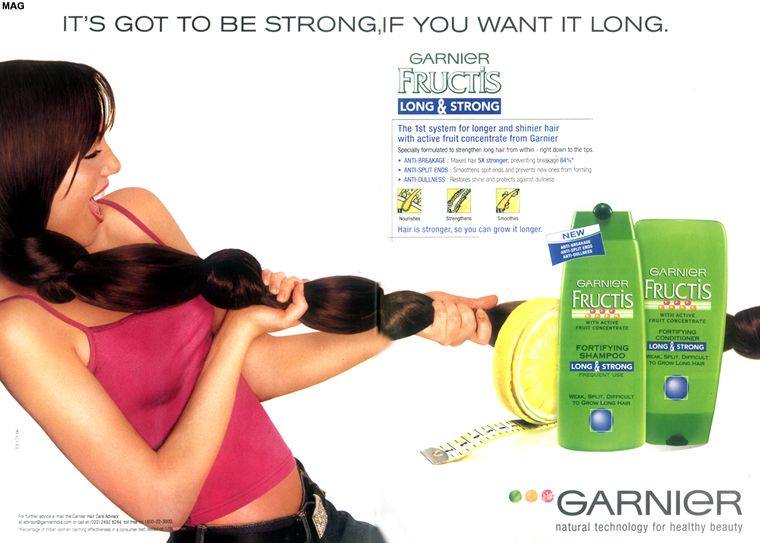 MAG
IT'S GOT TO BE STRONG, IF YOU WANT IT LONG.
GARNIER
FRUCTIS
LONG & STRONG
The 1st system for longer and shinier hair
with active fruit concentrate from Garnier
Specially formulated to strengthen long hair from within - right down to the tips.
• ANTI-BREAKAGE : Makes hair 5X stronger, preventing breakage 84%*
• ANTI-SPLIT ENDS : Smoothens split ends and prevents new ones from forming
• ANTI-DULLNESS : Restores shine and protects against dullness
Nourishes Strengthens Smoothies
Hair is stronger, so you can grow it longer.
NEW
ANTI-BREAKAGE
ANTI-SPLIT ENDS
ANTI-DULLNESS
GARNIER
FRUCTIS
WITH ACTIVE
FRUIT CONCENTRATE
FORTIFYING
SHAMPOO
LONG & STRONG
FREQUENT USE
WEAK, SPLIT, DIFFICULT
TO GROW LONG HAIR
GARNIER
FRUCTIS
WITH ACTIVE
FRUIT CONCENTRATE
FORTIFYING
CONDITIONER
LONG & STRONG
WEAK, SPLIT, DIFFICULT
TO GROW LONG HAIR
For further advice e-mail the Garnier Hair Care Advisor
at advisor@garnierindia.com or call at (022) 2492 6264, toll free
*Percentage of Indian women claiming effectiveness in a consumer test
GARNIER
natural technology for healthy beauty